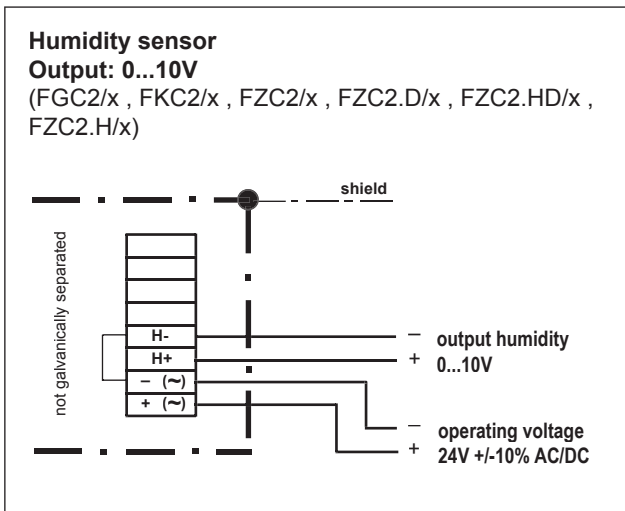 Humidity sensor
Output: 0...10V
(FGC2/x , FKC2/x , FZC2/x , FZC2.D/x , FZC2.HD/x ,
FZC2.H/x)
shield
not galvanically separated
H-
H+
– (~)
+ (~)
– output humidity
+ 0...10V
– operating voltage
+ 24V +/-10% AC/DC